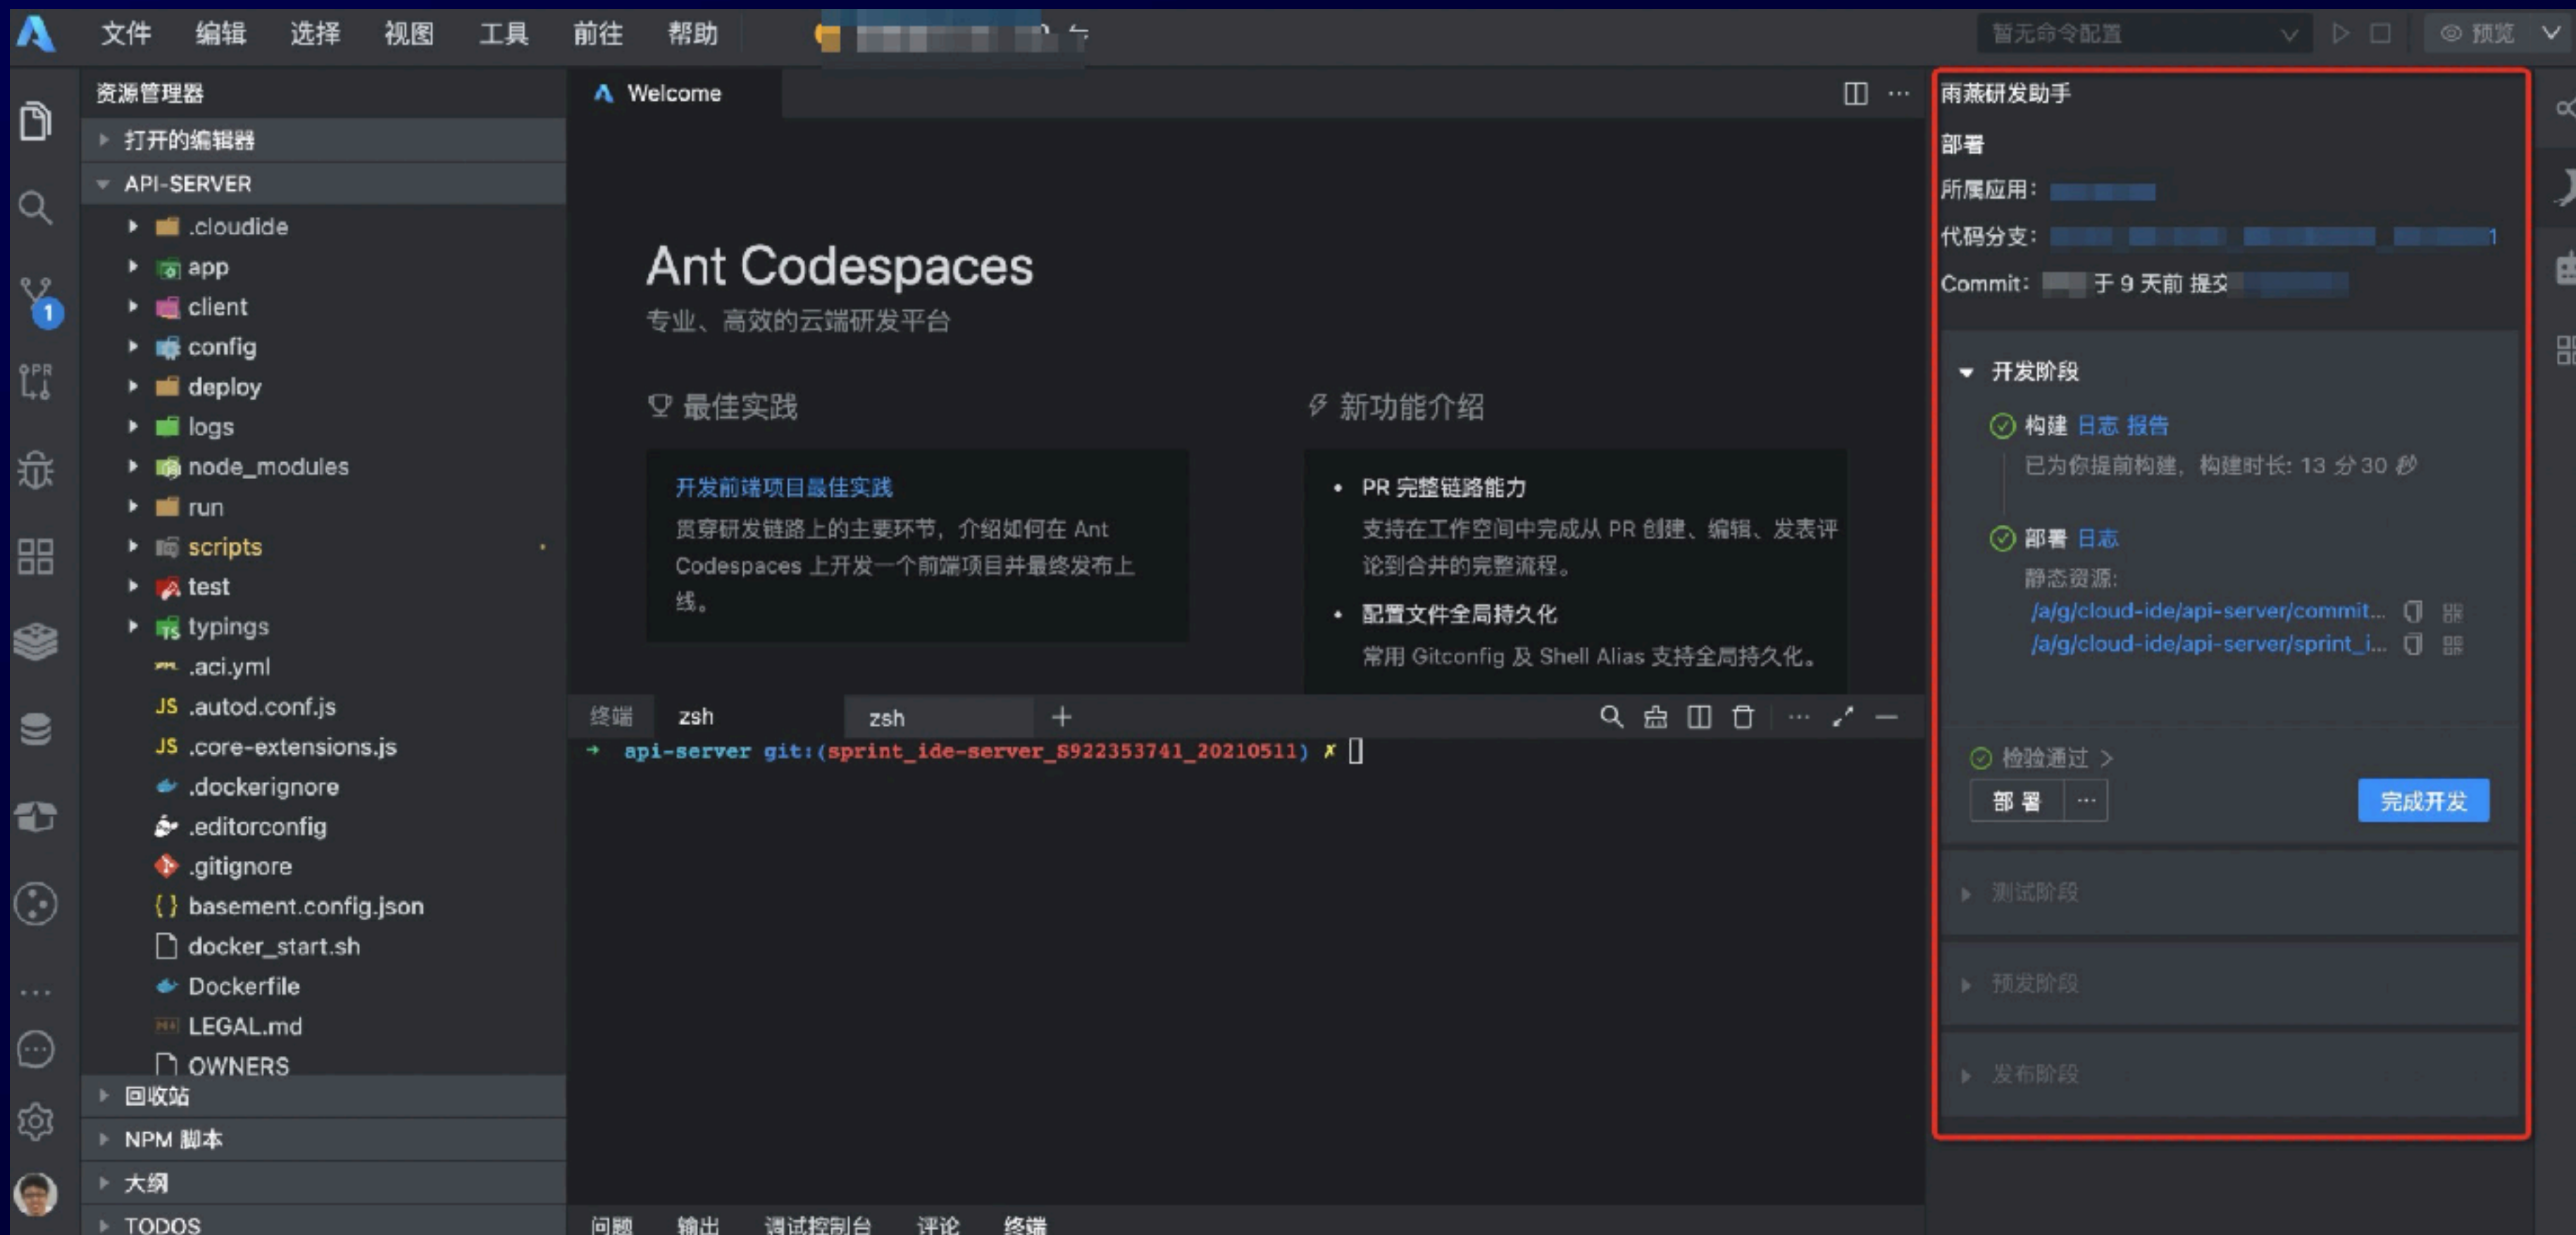 文件 编辑 选择 视图 工具 前往 帮助
暂无命令配置 预览
资源管理器
打开的编辑器
API-SERVER
.cloudide
app
client
config
deploy
logs
node_modules
run
scripts
test
typings
.aci.yml
JS .autod.conf.js
JS .core-extensions.js
.dockerignore
.editorconfig
.gitignore
{ } basement.config.json
docker_start.sh
Dockerfile
LEGAL.md
OWNERS
回收站
NPM 脚本
大纲
TODOS
1
PR
Welcome
Ant Codespaces
专业、高效的云端研发平台
最佳实践
开发前端项目最佳实践
贯穿研发链路上的主要环节，介绍如何在 Ant
Codespaces 上开发一个前端项目并最终发布上
线。
新功能介绍
• PR 完整链路能力
支持在工作空间中完成从 PR 创建、编辑、发表评
论到合并的完整流程。
• 配置文件全局持久化
常用 Gitconfig 及 Shell Alias 支持全局持久化。
终端 zsh zsh
→ api-server git:(sprint_ide-server_S922353741_20210511) ✗
问题 输出 调试控制台 评论 终端
雨燕研发助手
部署
所属应用：
代码分支： 1
Commit： 于 9 天前 提交
开发阶段
构建 日志 报告
已为你提前构建，构建时长: 13 分 30 秒
部署 日志
静态资源:
/a/g/cloud-ide/api-server/commit...
/a/g/cloud-ide/api-server/sprint_i...
检验通过 >
部 署 ... 完成开发
测试阶段
预发阶段
发布阶段